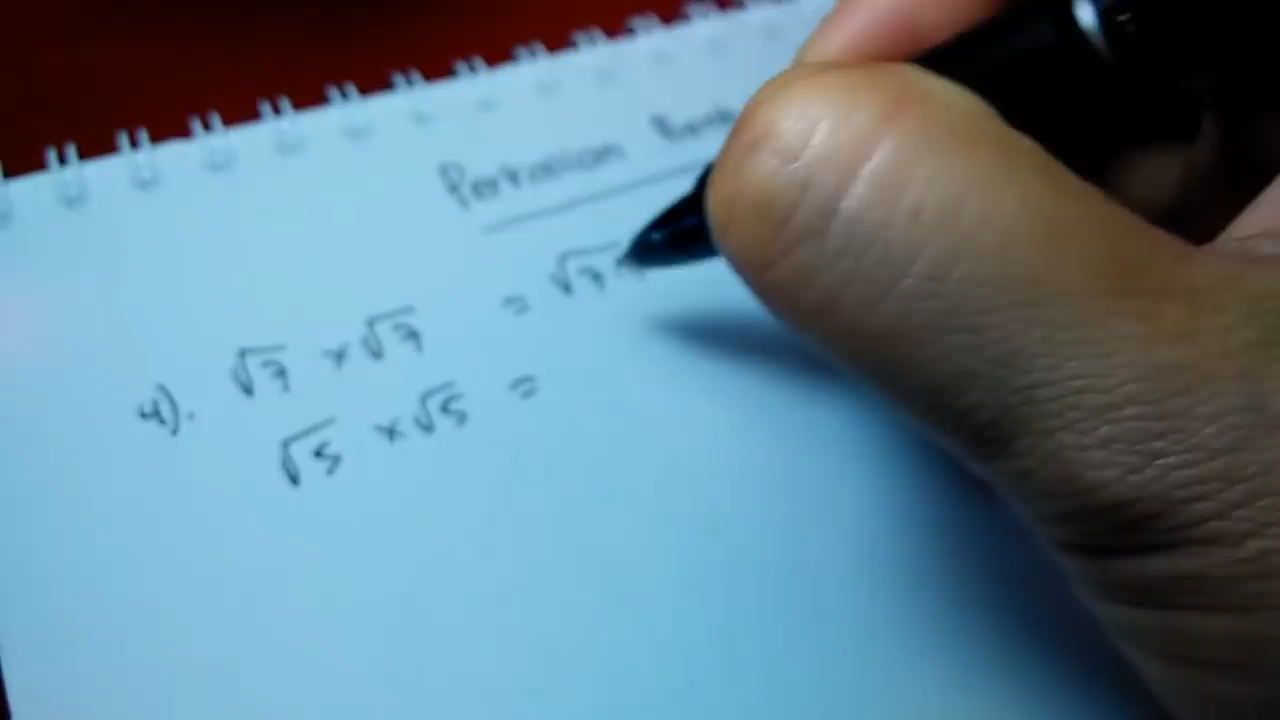 Perkalian
4). √7 × √7 = √7
√5 × √5 =